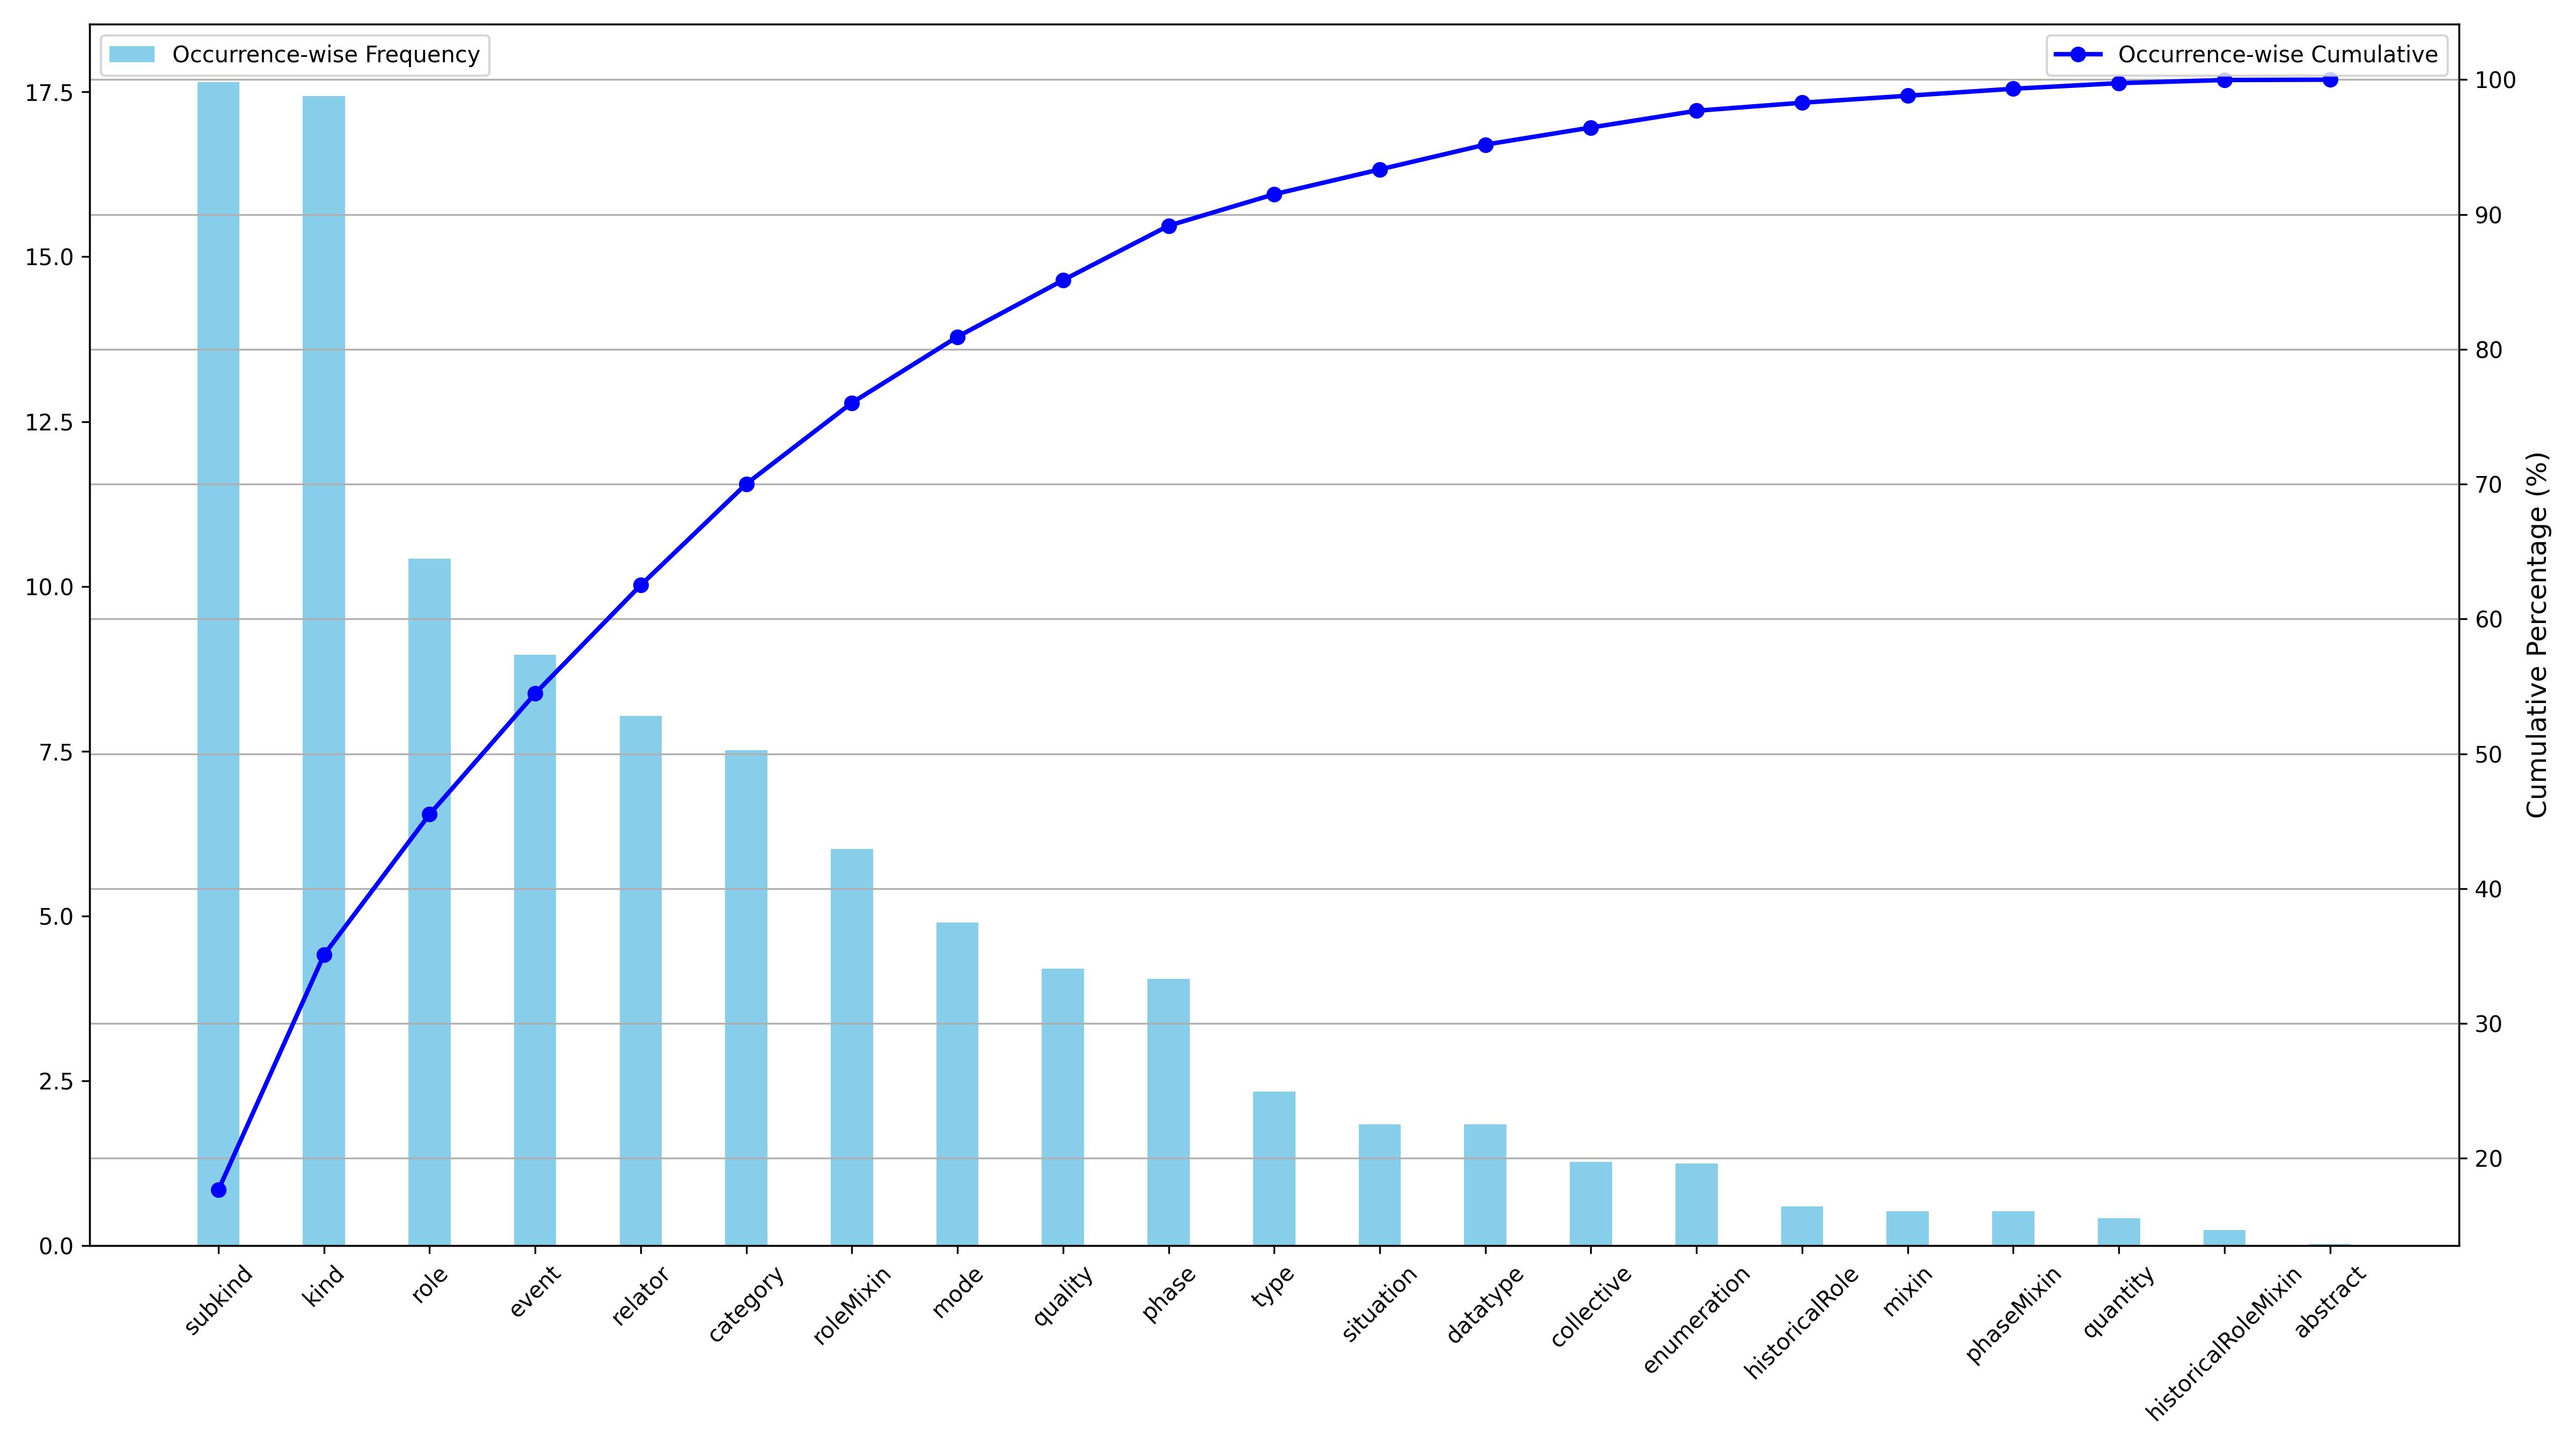 Occurrence-wise Frequency
Occurrence-wise Cumulative
17.5
15.0
12.5
10.0
7.5
5.0
2.5
0.0
100
90
80
70
60
50
40
30
20
Cumulative Percentage (%)
subkind
kind
role
event
relator
category
roleMixin
mode
quality
phase
type
situation
datatype
collective
enumeration
historicalRole
mixin
phaseMixin
quantity
historicalRoleMixin
abstract